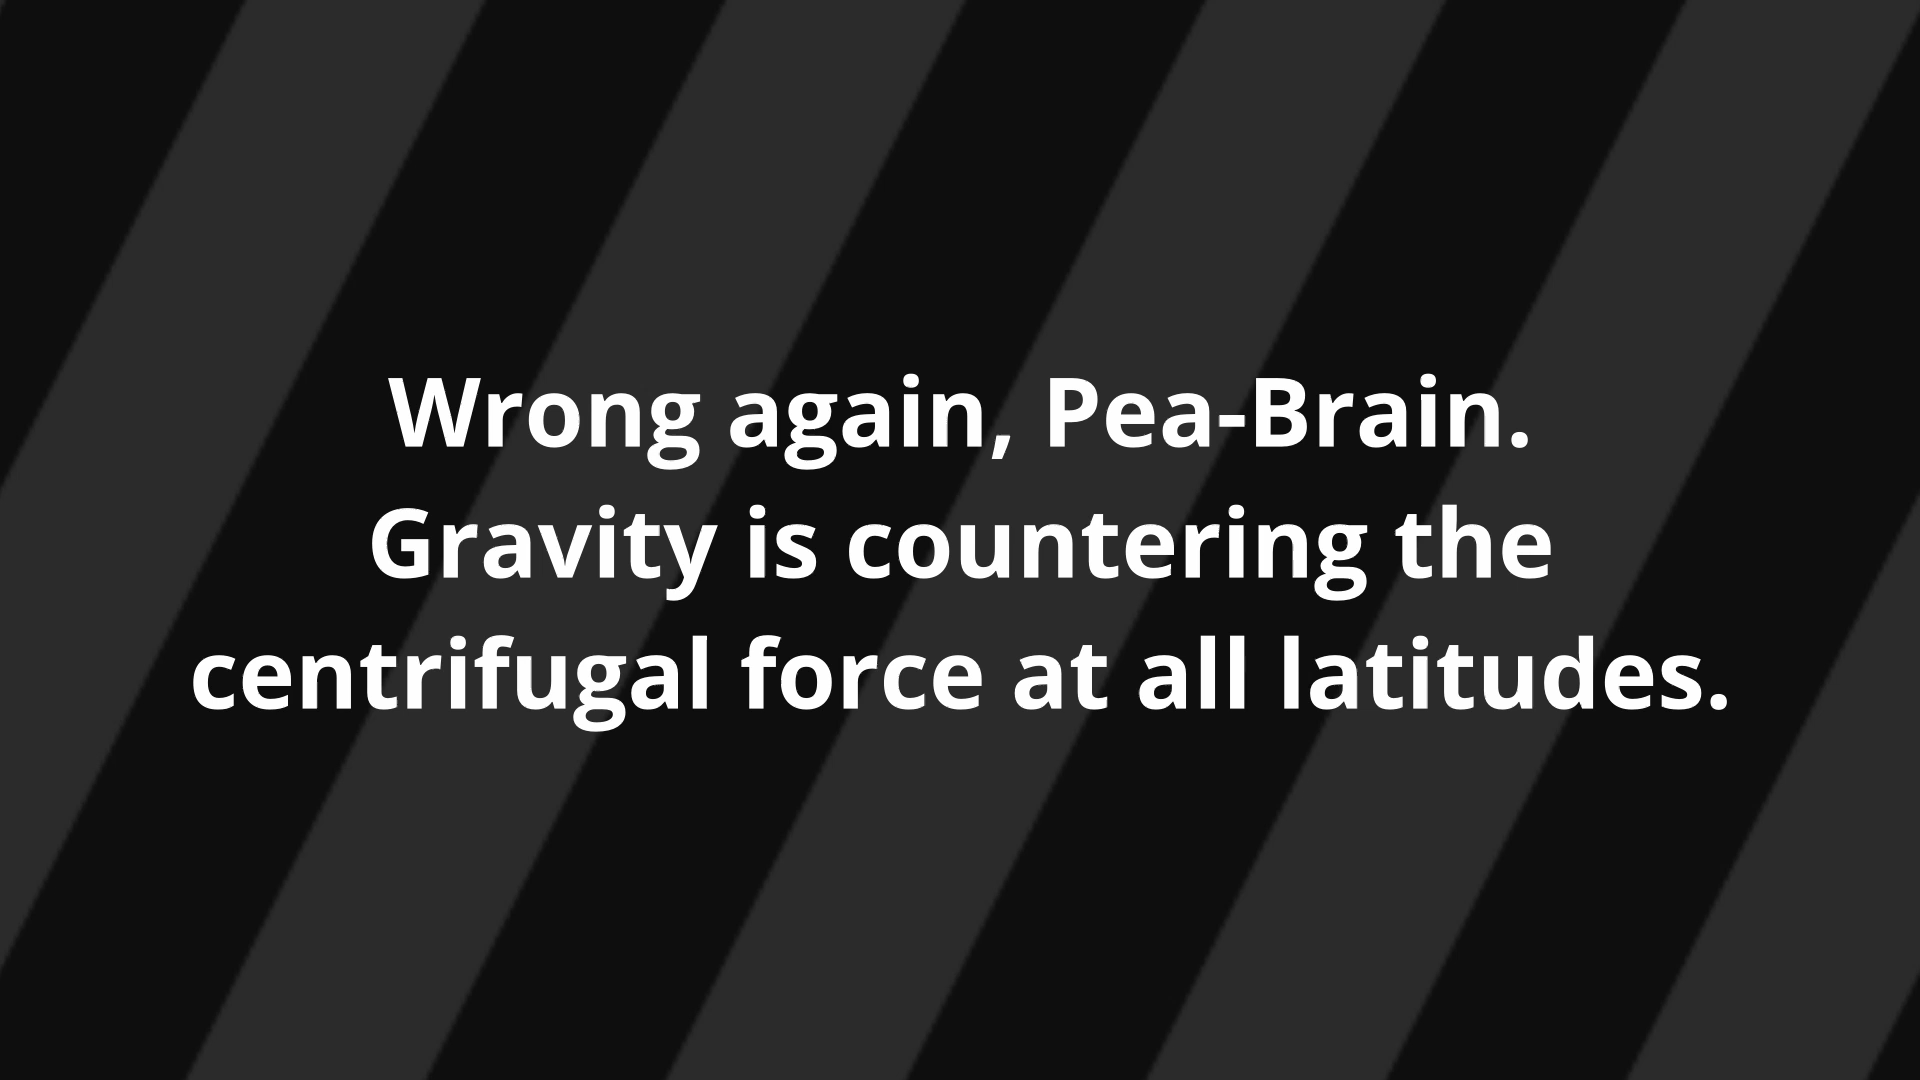 Wrong again, Pea-Brain.
Gravity is countering the
centrifugal force at all latitudes.